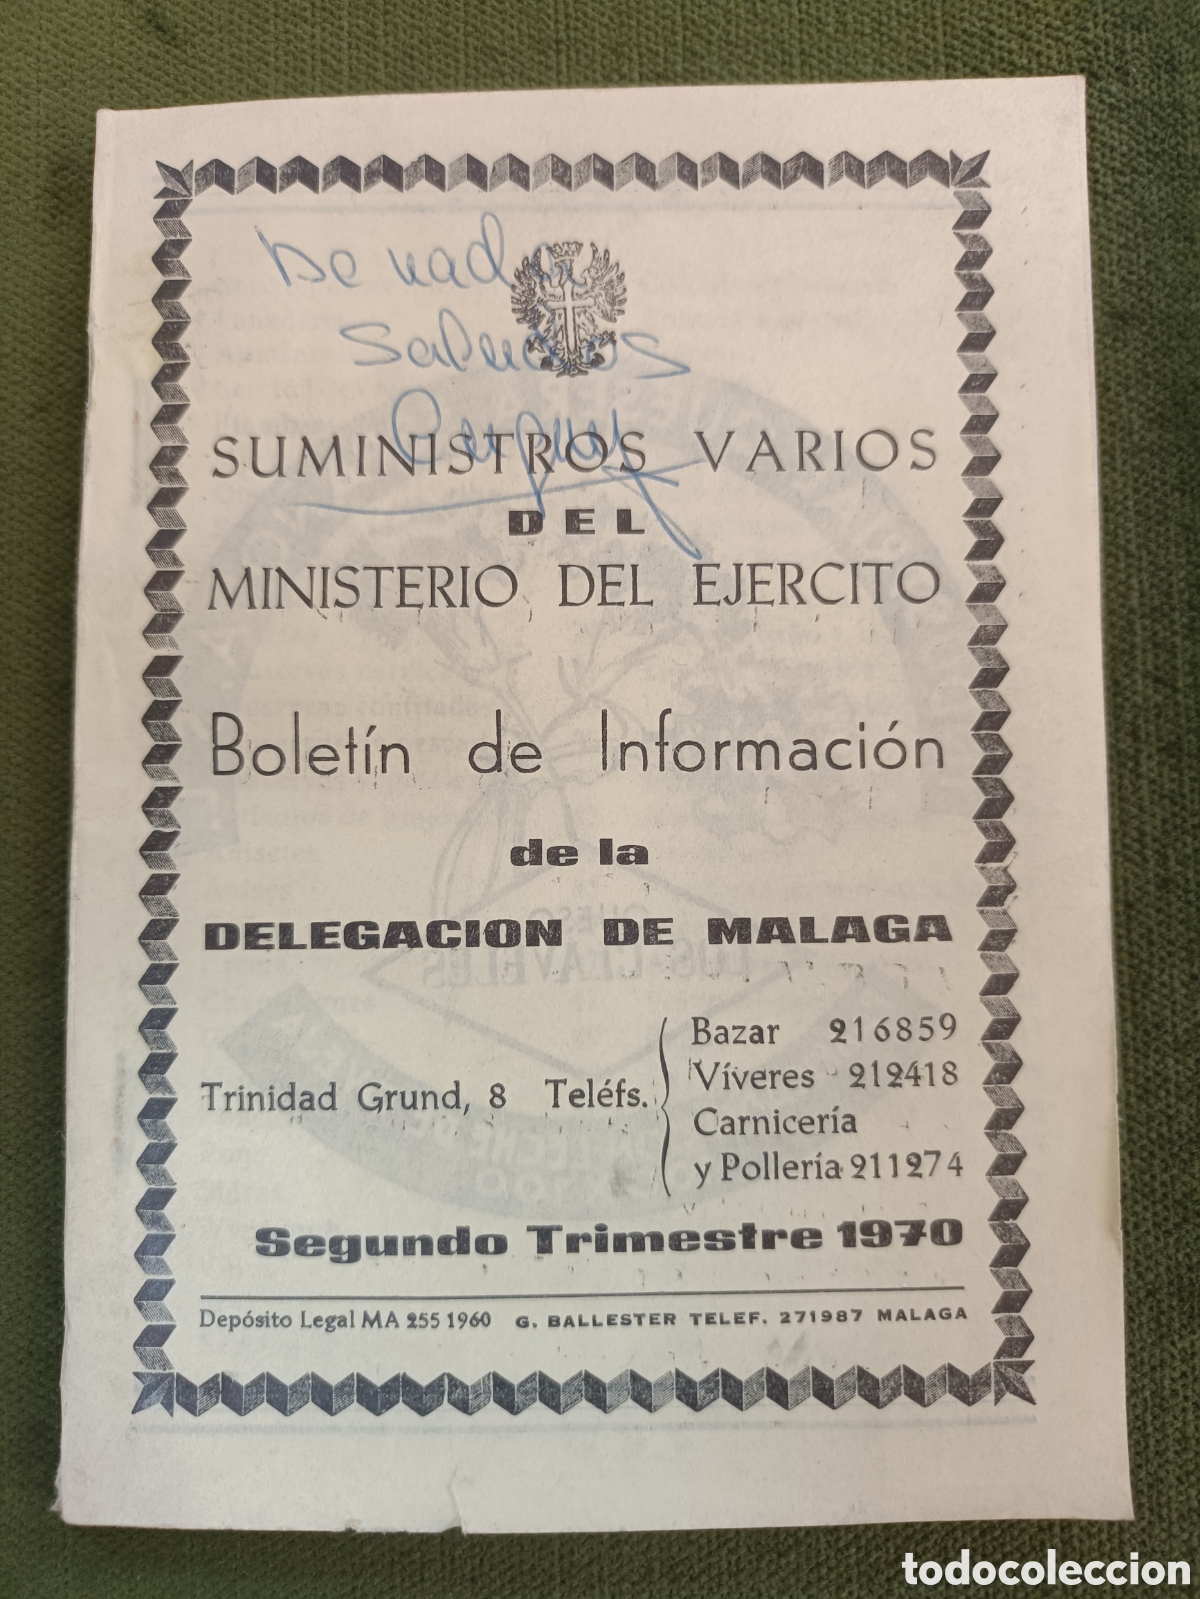 De nada
Saludos
SUMINISTROS VARIOS
DEL
MINISTERIO DEL EJERCITO
Boletín de Información
de la
DELEGACION DE MALAGA
Trinidad Grund, 8 Teléfs.
Bazar 216859
Víveres 212418
Carnicería
y Pollería 211274
Segundo Trimestre 1970
Depósito Legal MA 255 1960 G. BALLESTER TELEF. 271987 MALAGA
todocoleccion